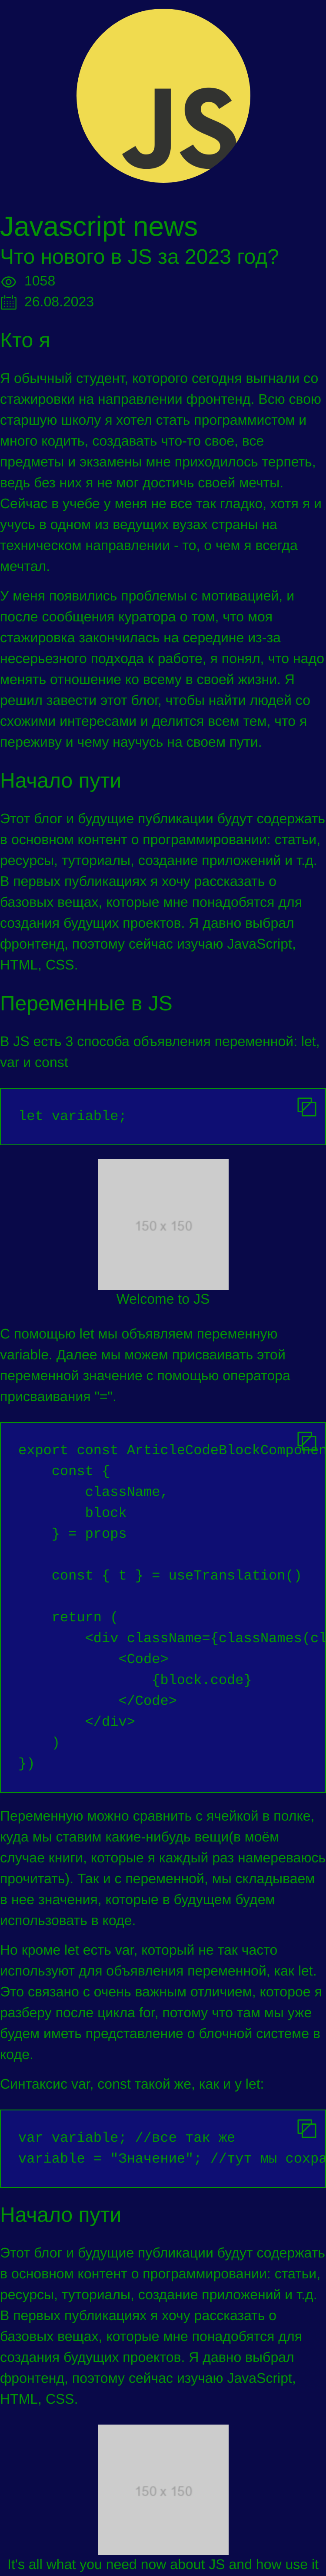 JS
Javascript news
Что нового в JS за 2023 год?
1058
26.08.2023
Кто я
Я обычный студент, которого сегодня выгнали со
стажировки на направлении фронтенд. Всю свою
старшую школу я хотел стать программистом и
много кодить, создавать что-то свое, все
предметы и экзамены мне приходилось терпеть,
ведь без них я не мог достичь своей мечты.
Сейчас в учебе у меня не все так гладко, хотя я и
учусь в одном из ведущих вузах страны на
техническом направлении - то, о чем я всегда
мечтал.
У меня появились проблемы с мотивацией, и
после сообщения куратора о том, что моя
стажировка закончилась на середине из-за
несерьезного подхода к работе, я понял, что надо
менять отношение ко всему в своей жизни. Я
решил завести этот блог, чтобы найти людей со
схожими интересами и делится всем тем, что я
переживу и чему научусь на своем пути.
Начало пути
Этот блог и будущие публикации будут содержать
в основном контент о программировании: статьи,
ресурсы, туториалы, создание приложений и т.д.
В первых публикациях я хочу рассказать о
базовых вещах, которые мне понадобятся для
создания будущих проектов. Я давно выбрал
фронтенд, поэтому сейчас изучаю JavaScript,
HTML, CSS.
Переменные в JS
В JS есть 3 способа объявления переменной: let,
var и const
let variable;
150 x 150
Welcome to JS
С помощью let мы объявляем переменную
variable. Далее мы можем присваивать этой
переменной значение с помощью оператора
присваивания "=".
export const ArticleCodeBlockComponen
const {
className,
block
} = props
const { t } = useTranslation()
return (
<div className={classNames(cl
<Code>
{block.code}
</Code>
</div>
)
})
Переменную можно сравнить с ячейкой в полке,
куда мы ставим какие-нибудь вещи(в моём
случае книги, которые я каждый раз намереваюсь
прочитать). Так и с переменной, мы складываем
в нее значения, которые в будущем будем
использовать в коде.
Но кроме let есть var, который не так часто
используют для объявления переменной, как let.
Это связано с очень важным отличием, которое я
разберу после цикла for, потому что там мы уже
будем иметь представление о блочной системе в
коде.
Синтаксис var, const такой же, как и у let:
var variable; //все так же
variable = "Значение"; //тут мы сохра
Начало пути
Этот блог и будущие публикации будут содержать
в основном контент о программировании: статьи,
ресурсы, туториалы, создание приложений и т.д.
В первых публикациях я хочу рассказать о
базовых вещах, которые мне понадобятся для
создания будущих проектов. Я давно выбрал
фронтенд, поэтому сейчас изучаю JavaScript,
HTML, CSS.
150 x 150
It's all what you need now about JS and how use it